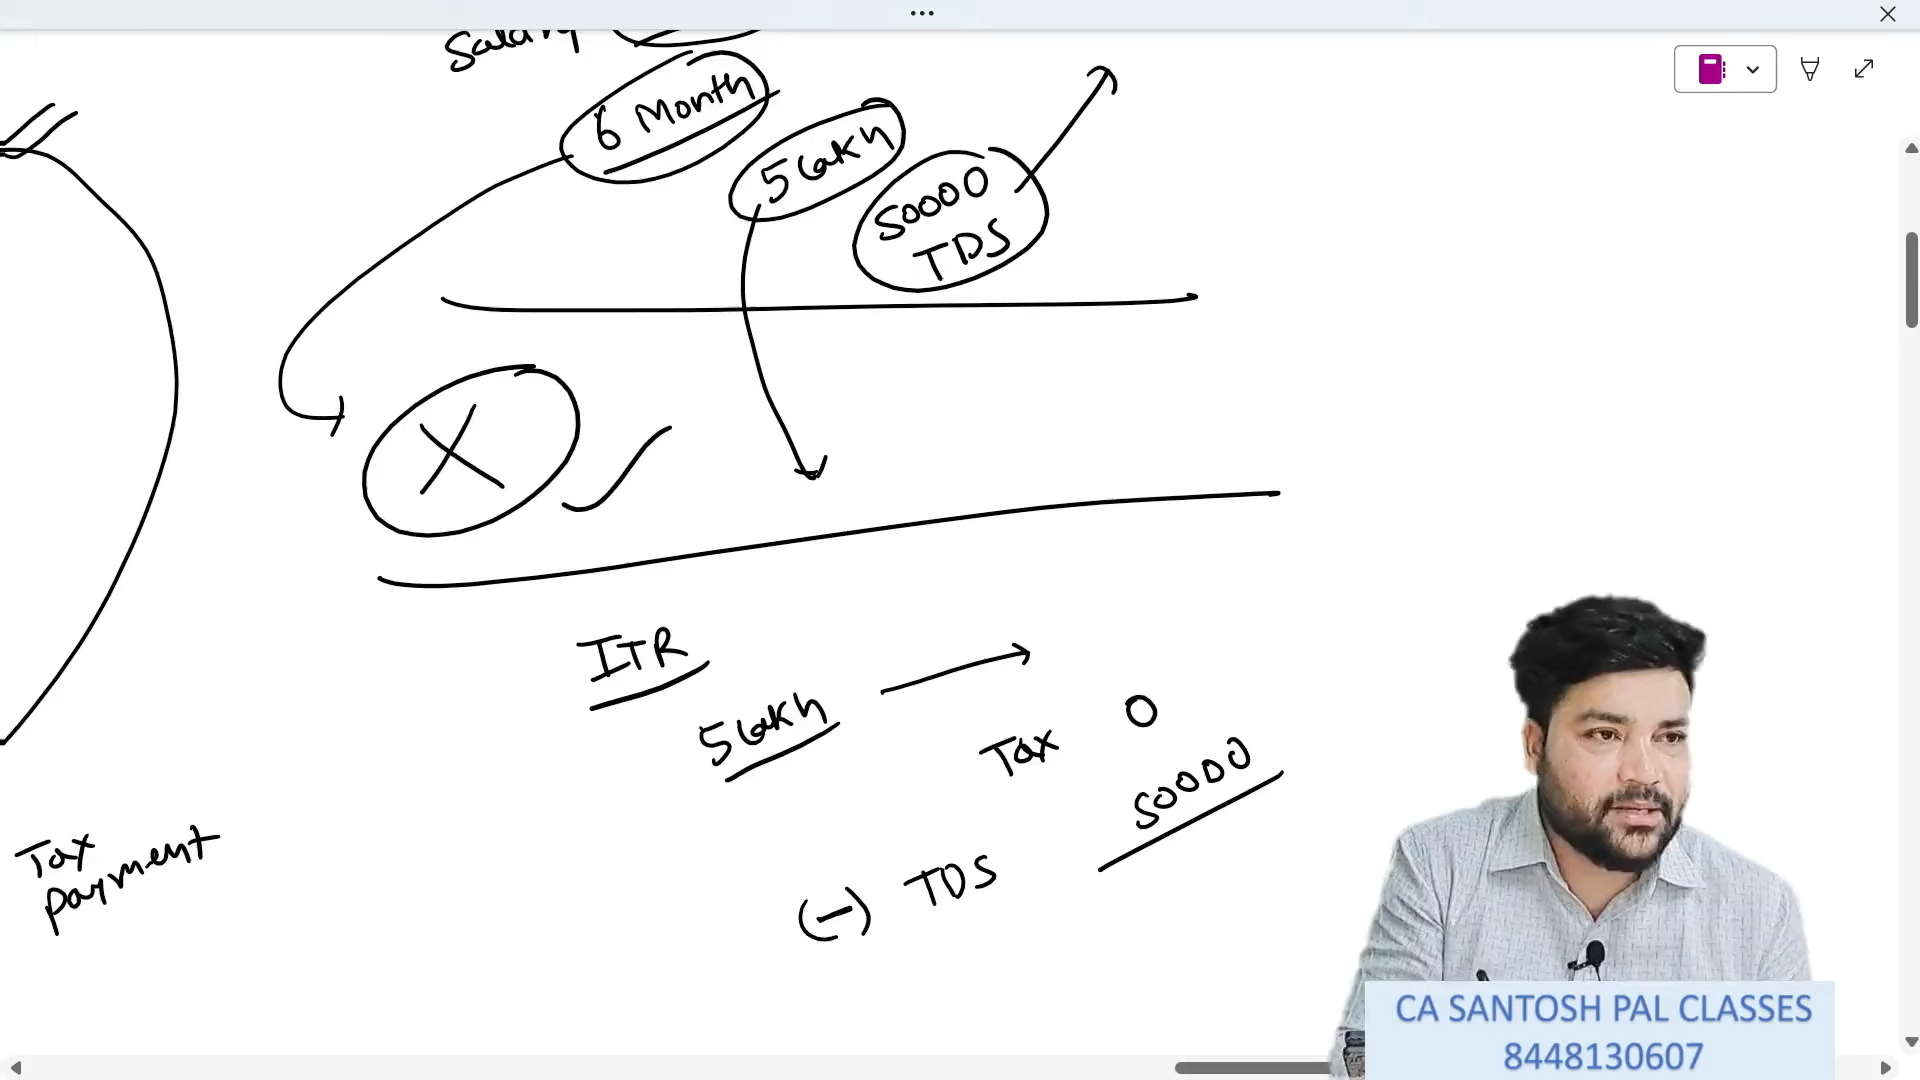 Salary
6 Month
5 Lakh
50000
TDS
X
ITR
5 Lakh
Tax 0
50000
(-) TDS
Tax
payment
CA SANTOSH PAL CLASSES
8448130607